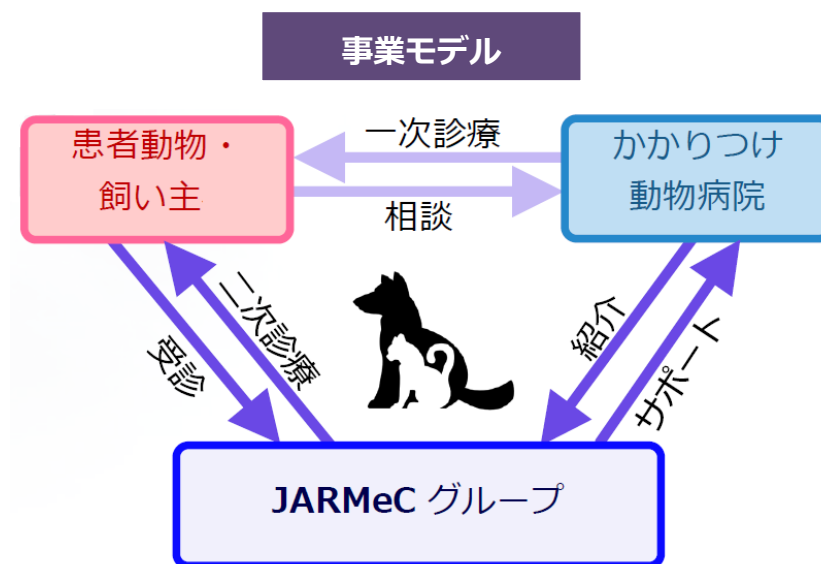 事業モデル
患者動物・
飼い主
一次診療
相談
かかりつけ
動物病院
受診
二次診療
紹介
サポート
JARMeC グループ